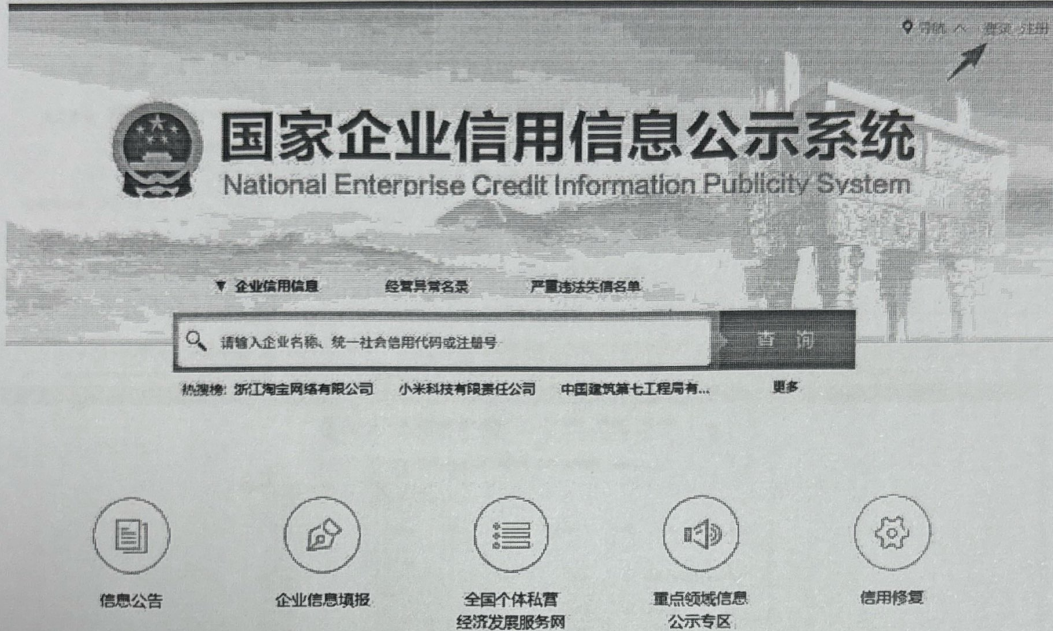 导航 登录 注册
国家企业信用信息公示系统
National Enterprise Credit Information Publicity System
企业信用信息 经营异常名录 严重违法失信名单
请输入企业名称、统一社会信用代码或注册号 查 询
热搜榜: 浙江淘宝网络有限公司 小米科技有限责任公司 中国建筑第七工程局有... 更多
信息公告 企业信息填报 全国个体私营 重点领域信息 信用修复
经济发展服务网 公示专区